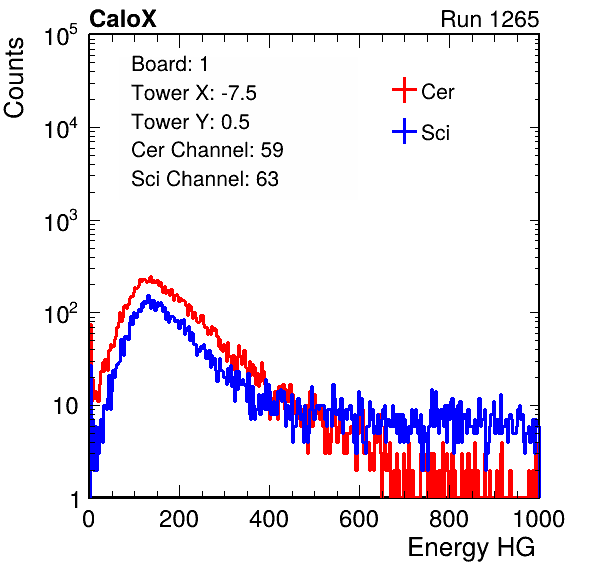 CaloX Run 1265
Counts
Board: 1
Tower X: -7.5
Tower Y: 0.5
Cer Channel: 59
Sci Channel: 63
Cer
Sci
10^5
10^4
10^3
10^2
10
1
0 200 400 600 800 1000
Energy HG